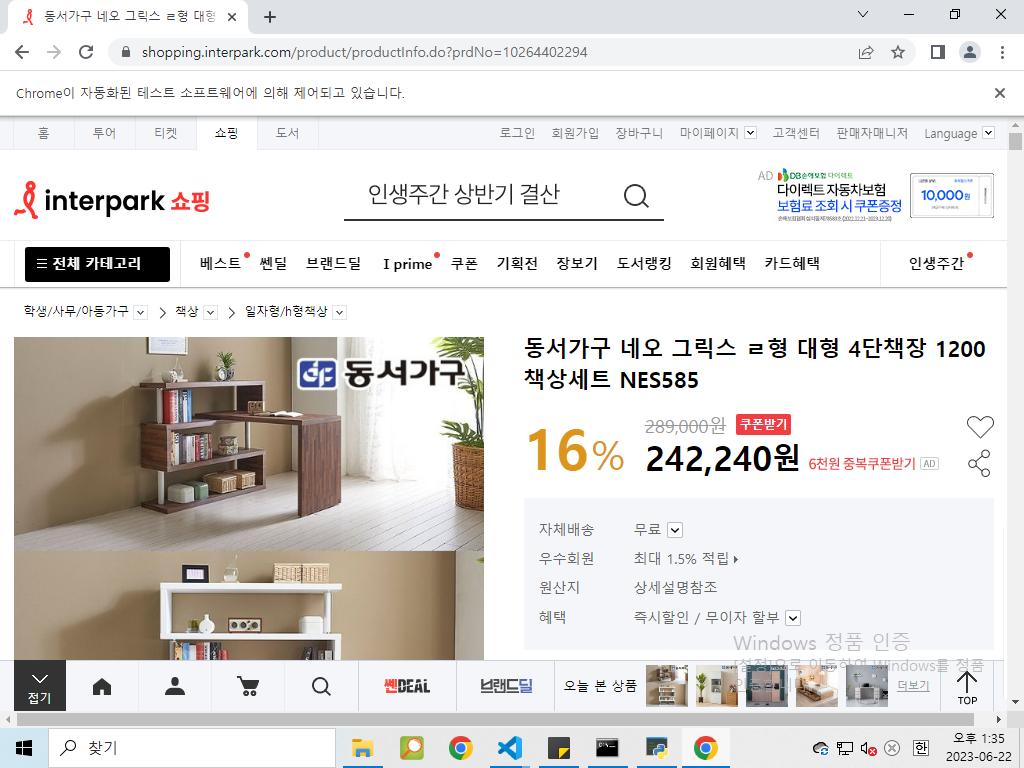 동서가구 네오 그릭스 ㄹ형 대형
shopping.interpark.com/product/productInfo.do?prdNo=10264402294
Chrome이 자동화된 테스트 소프트웨어에 의해 제어되고 있습니다.
홈 투어 티켓 쇼핑 도서 로그인 회원가입 장바구니 마이페이지 고객센터 판매자매니저 Language
interpark 쇼핑
인생주간 상반기 결산
AD DB손해보험 다이렉트
다이렉트 자동차보험
보험료 조회 시 쿠폰증정
10,000원
전체 카테고리 베스트 쎈딜 브랜드딜 I prime 쿠폰 기획전 장보기 도서랭킹 회원혜택 카드혜택 인생주간
학생/사무/아동가구 책상 일자형/h형책상
동서가구
동서가구 네오 그릭스 ㄹ형 대형 4단책장 1200
책상세트 NES585
289,000원 쿠폰받기
16% 242,240원 6천원 중복쿠폰받기 AD
자체배송 무료
우수회원 최대 1.5% 적립
원산지 상세설명참조
혜택 즉시할인 / 무이자 할부
Windows 정품 인증
[설정]으로 이동하여 Windows를 정품
접기 쎈DEAL 브랜드딜 오늘 본 상품 더보기 TOP
찾기
한
오후 1:35
2023-06-22